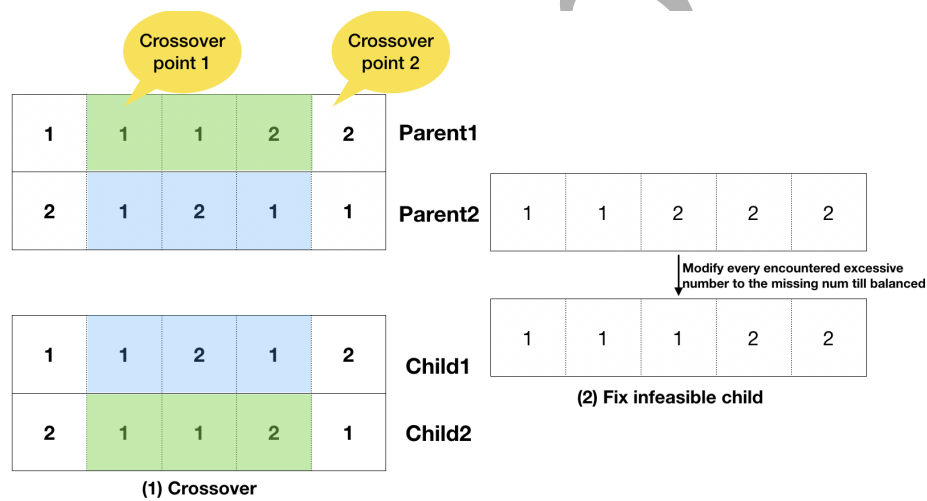 Crossover
point 1
Crossover
point 2
1 1 1 2 2 Parent1
2 1 2 1 1 Parent2
1 1 2 1 2 Child1
2 1 1 2 1 Child2
(1) Crossover
1 1 2 2 2
Modify every encountered excessive
number to the missing num till balanced
1 1 1 2 2
(2) Fix infeasible child